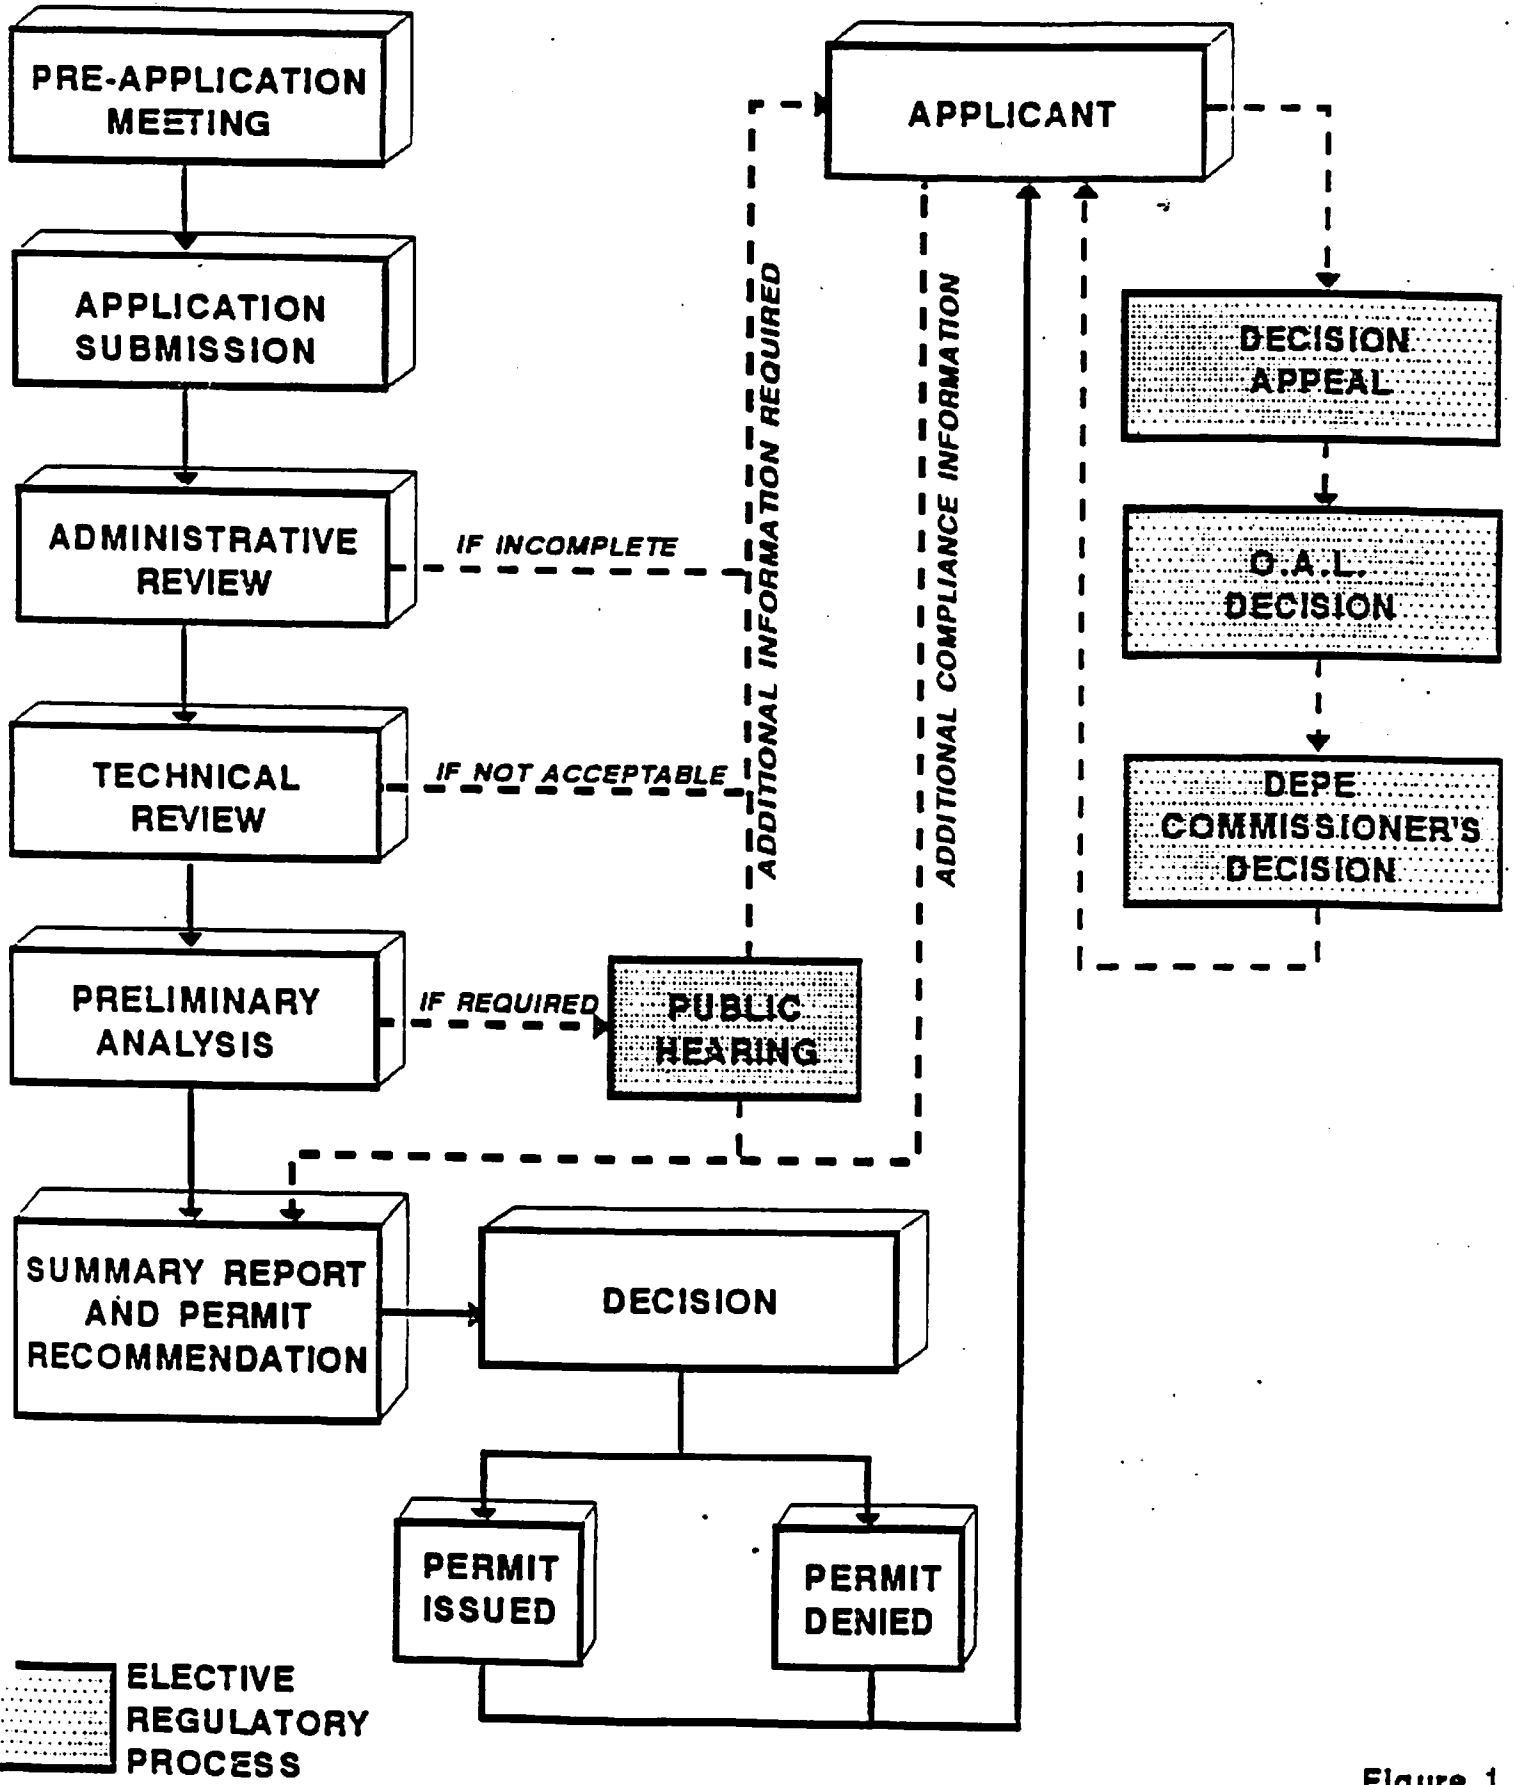 PRE-APPLICATION
MEETING
APPLICATION
SUBMISSION
ADMINISTRATIVE
REVIEW
IF INCOMPLETE
TECHNICAL
REVIEW
IF NOT ACCEPTABLE
PRELIMINARY
ANALYSIS
IF REQUIRED
PUBLIC
HEARING
ADDITIONAL INFORMATION REQUIRED
ADDITIONAL COMPLIANCE INFORMATION
APPLICANT
DECISION
APPEAL
O.A.L.
DECISION
DEPE
COMMISSIONER'S
DECISION
SUMMARY REPORT
AND PERMIT
RECOMMENDATION
DECISION
PERMIT
ISSUED
PERMIT
DENIED
ELECTIVE
REGULATORY
PROCESS
Figure 1